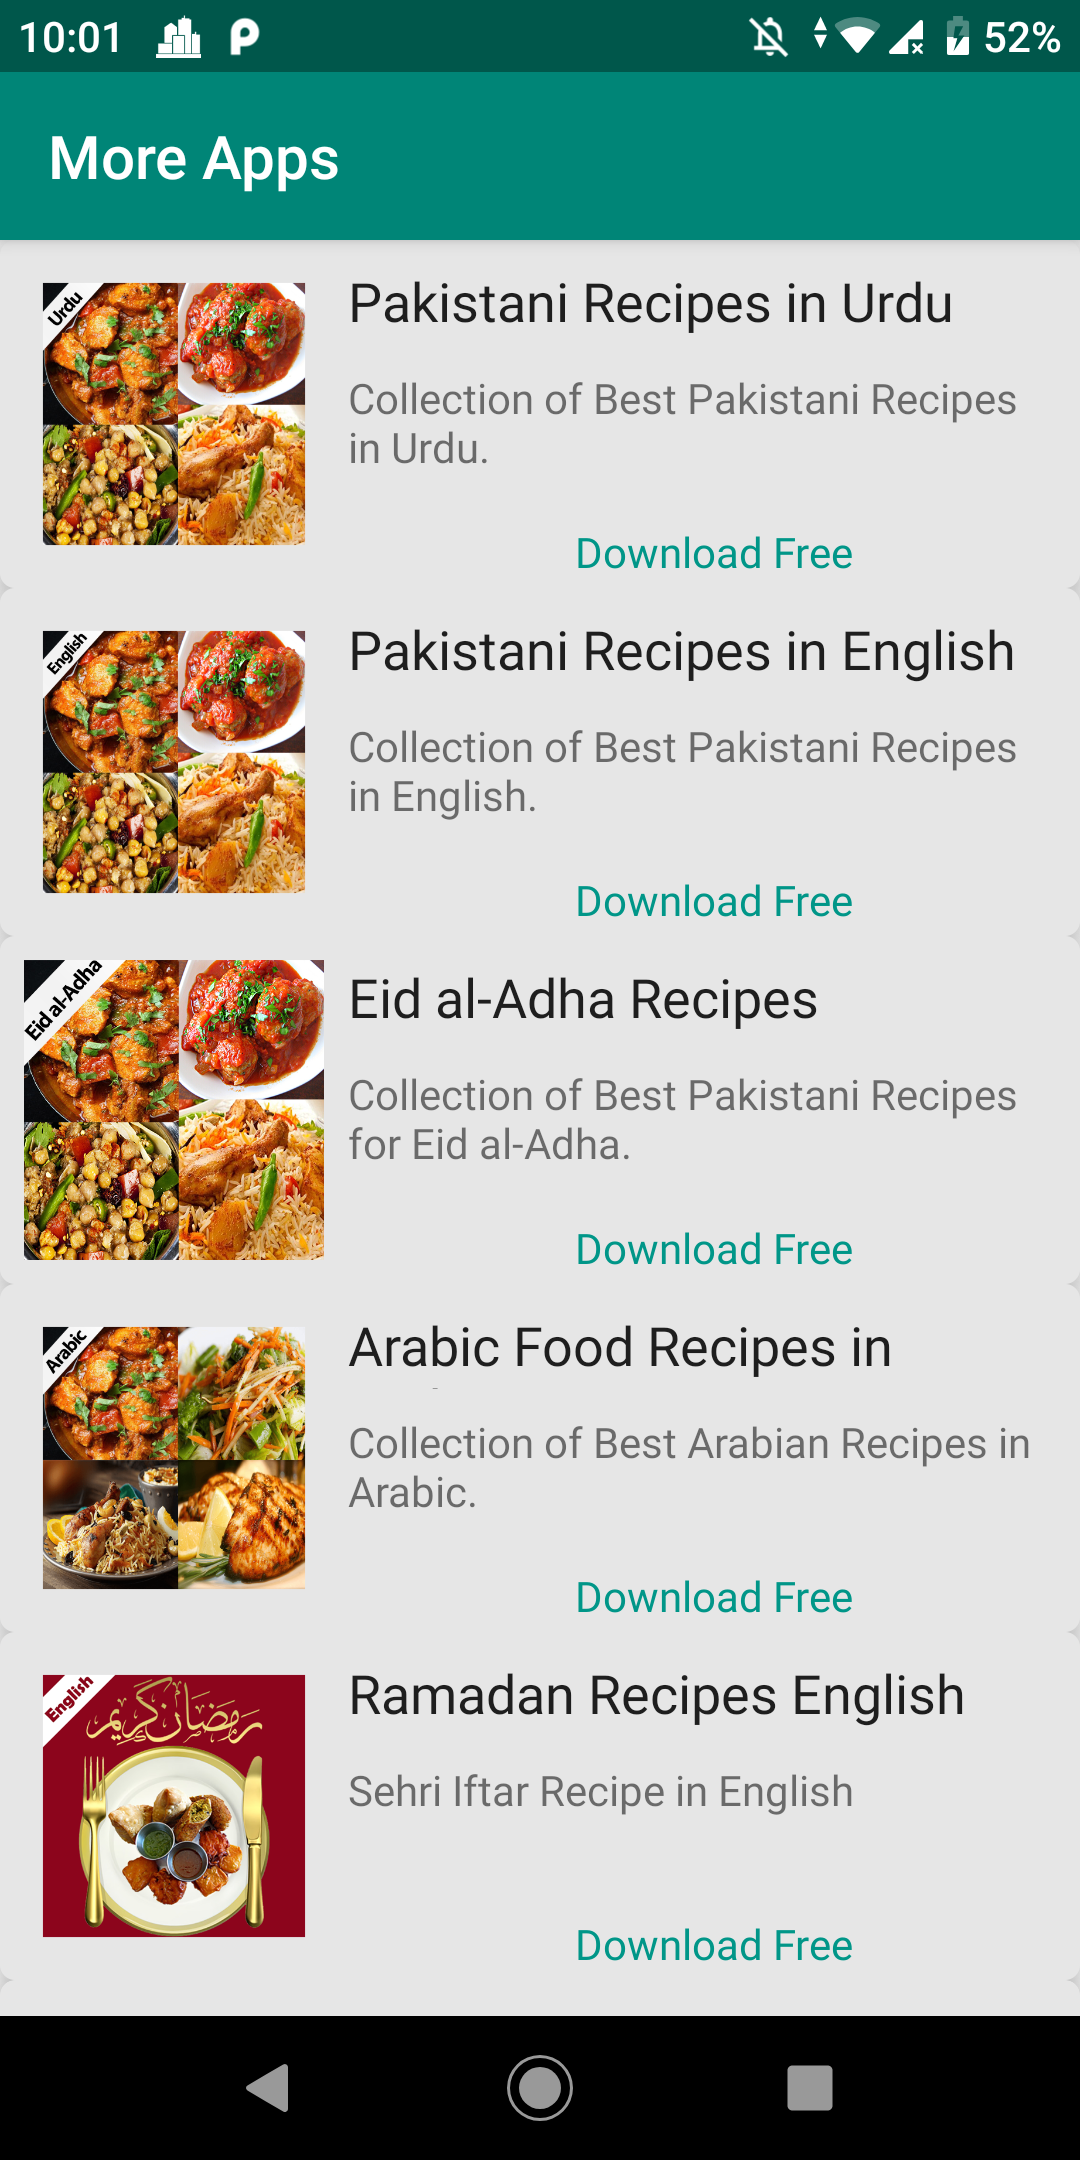 10:01
52%
More Apps
Urdu
Pakistani Recipes in Urdu
Collection of Best Pakistani Recipes
in Urdu.
Download Free
English
Pakistani Recipes in English
Collection of Best Pakistani Recipes
in English.
Download Free
Eid al-Adha
Eid al-Adha Recipes
Collection of Best Pakistani Recipes
for Eid al-Adha.
Download Free
Arabic
Arabic Food Recipes in
Collection of Best Arabian Recipes in
Arabic.
Download Free
English
رمضان كريم
Ramadan Recipes English
Sehri Iftar Recipe in English
Download Free